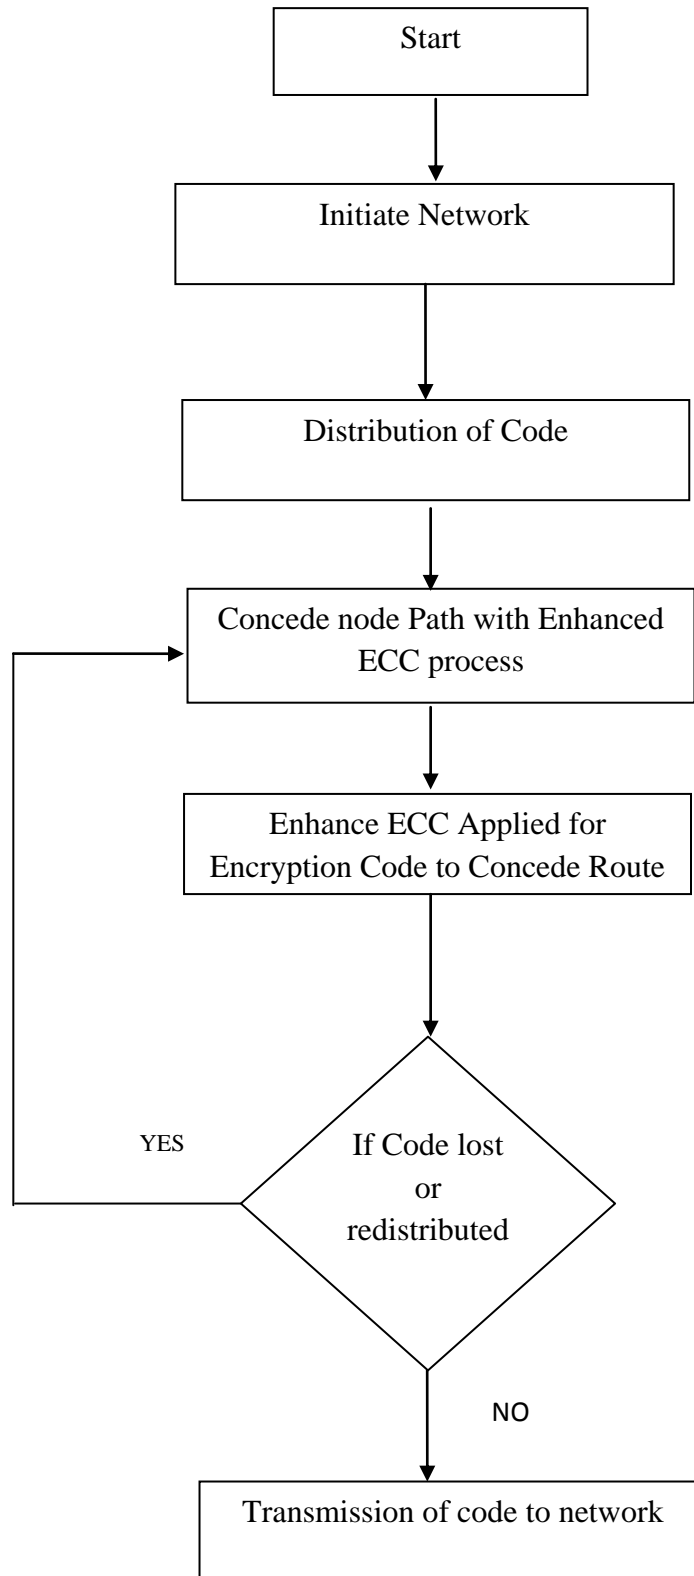 Start
Initiate Network
Distribution of Code
Concede node Path with Enhanced
ECC process
Enhance ECC Applied for
Encryption Code to Concede Route
YES
If Code lost
or
redistributed
NO
Transmission of code to network